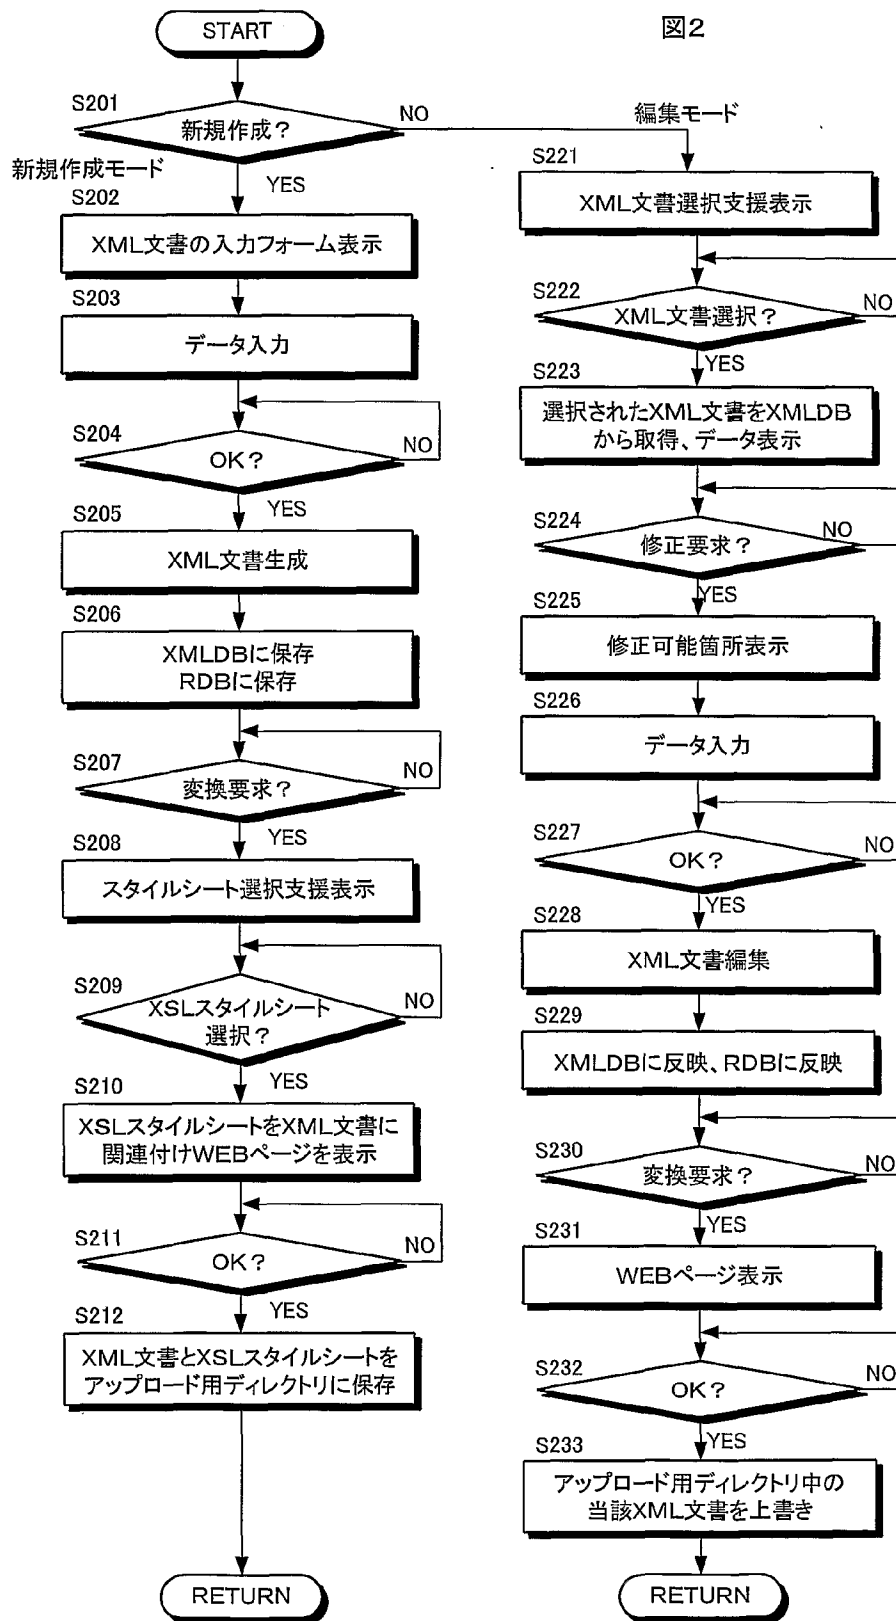 図2
START
S201
新規作成？
NO
新規作成モード
YES
S202
XML文書の入力フォーム表示
S203
データ入力
S204
OK？
NO
YES
S205
XML文書生成
S206
XMLDBに保存
RDBに保存
S207
変換要求？
NO
YES
S208
スタイルシート選択支援表示
S209
XSLスタイルシート
選択？
NO
YES
S210
XSLスタイルシートをXML文書に
関連付けWEBページを表示
S211
OK？
NO
YES
S212
XML文書とXSLスタイルシートを
アップロード用ディレクトリに保存
RETURN
編集モード
S221
XML文書選択支援表示
S222
XML文書選択？
NO
YES
S223
選択されたXML文書をXMLDB
から取得、データ表示
S224
修正要求？
NO
YES
S225
修正可能箇所表示
S226
データ入力
S227
OK？
NO
YES
S228
XML文書編集
S229
XMLDBに反映、RDBに反映
S230
変換要求？
NO
YES
S231
WEBページ表示
S232
OK？
NO
YES
S233
アップロード用ディレクトリ中の
当該XML文書を上書き
RETURN